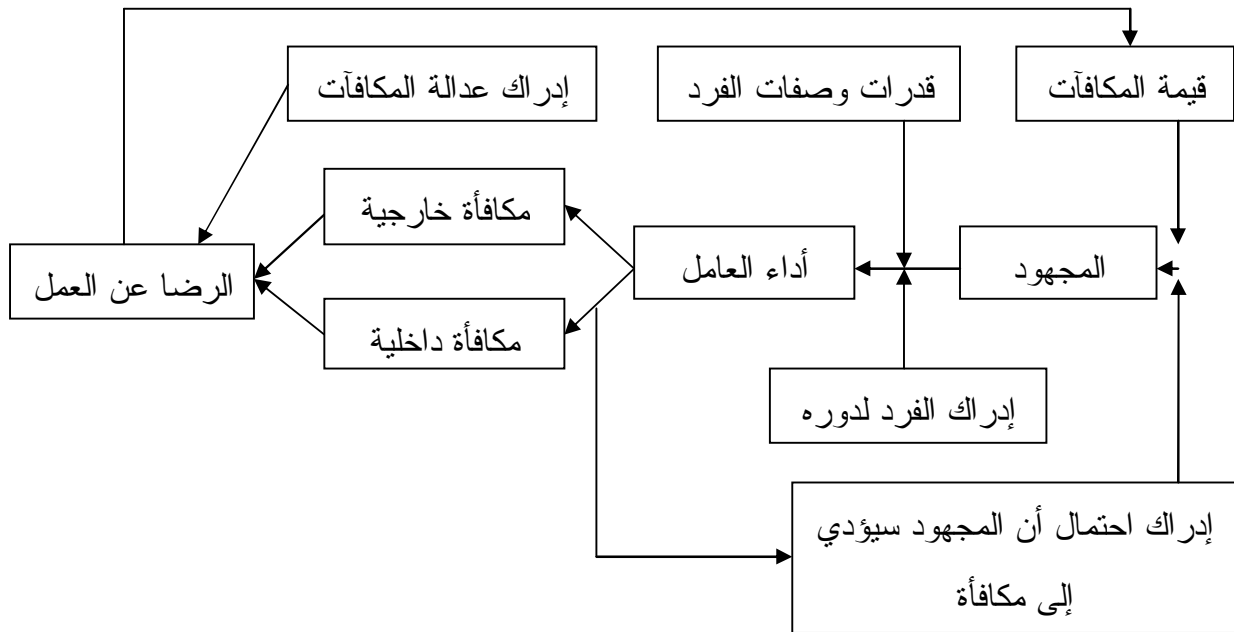 قيمة المكافآت
قدرات وصفات الفرد
إدراك عدالة المكافآت
مكافأة خارجية
المجهود
أداء العامل
الرضا عن العمل
مكافأة داخلية
إدراك الفرد لدوره
إدراك احتمال أن المجهود سيؤدي
إلى مكافأة